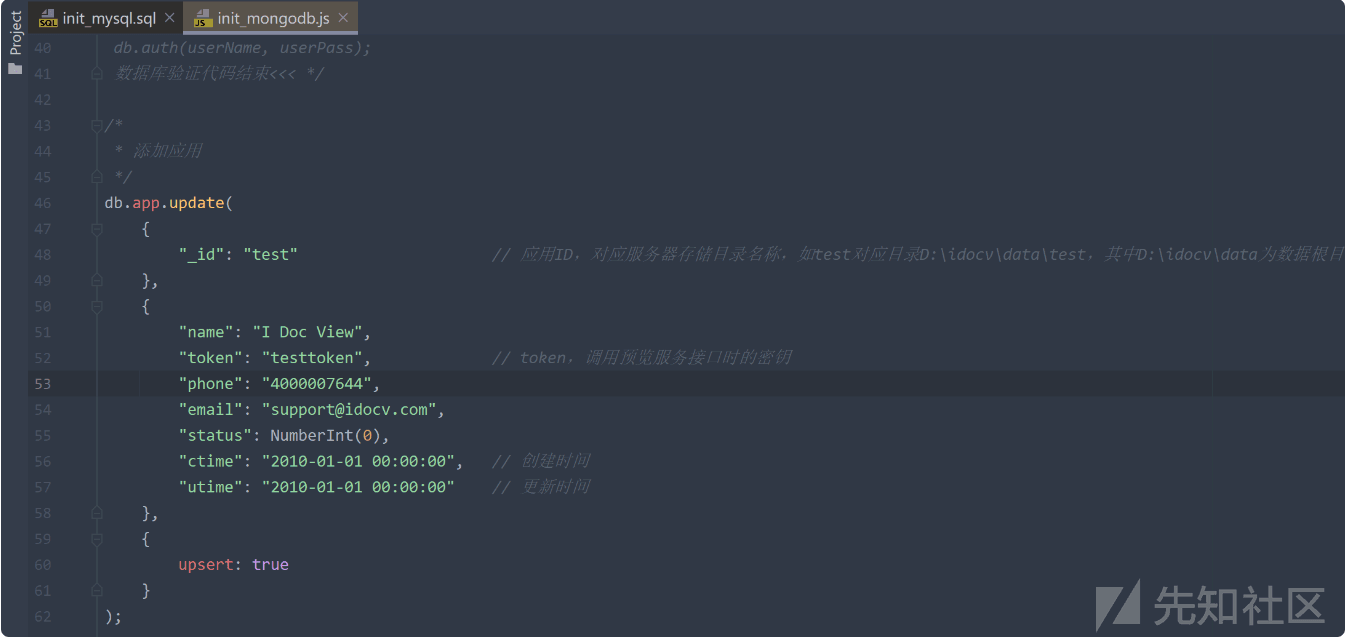 Project
init_mysql.sql
init_mongodb.js
40 db.auth(userName, userPass);
41 数据库验证代码结束<<< */
42
43 /*
44 * 添加应用
45 */
46 db.app.update(
47 {
48 "_id": "test" // 应用ID，对应服务器存储目录名称，如test对应目录D:\idocv\data\test，其中D:\idocv\data为数据根目
49 },
50 {
51 "name": "I Doc View",
52 "token": "testtoken", // token，调用预览服务接口时的密钥
53 "phone": "4000007644",
54 "email": "support@idocv.com",
55 "status": NumberInt(0),
56 "ctime": "2010-01-01 00:00:00", // 创建时间
57 "utime": "2010-01-01 00:00:00" // 更新时间
58 },
59 {
60 upsert: true
61 }
62 );
先知社区